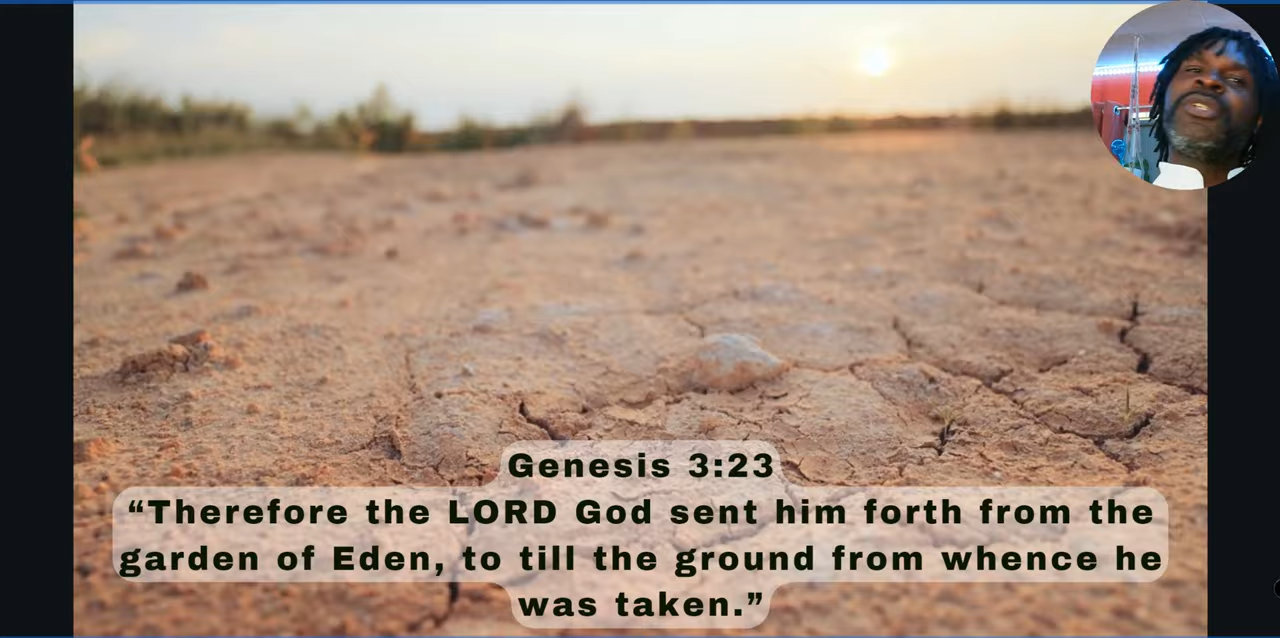 Genesis 3:23
“Therefore the LORD God sent him forth from the
garden of Eden, to till the ground from whence he
was taken.”